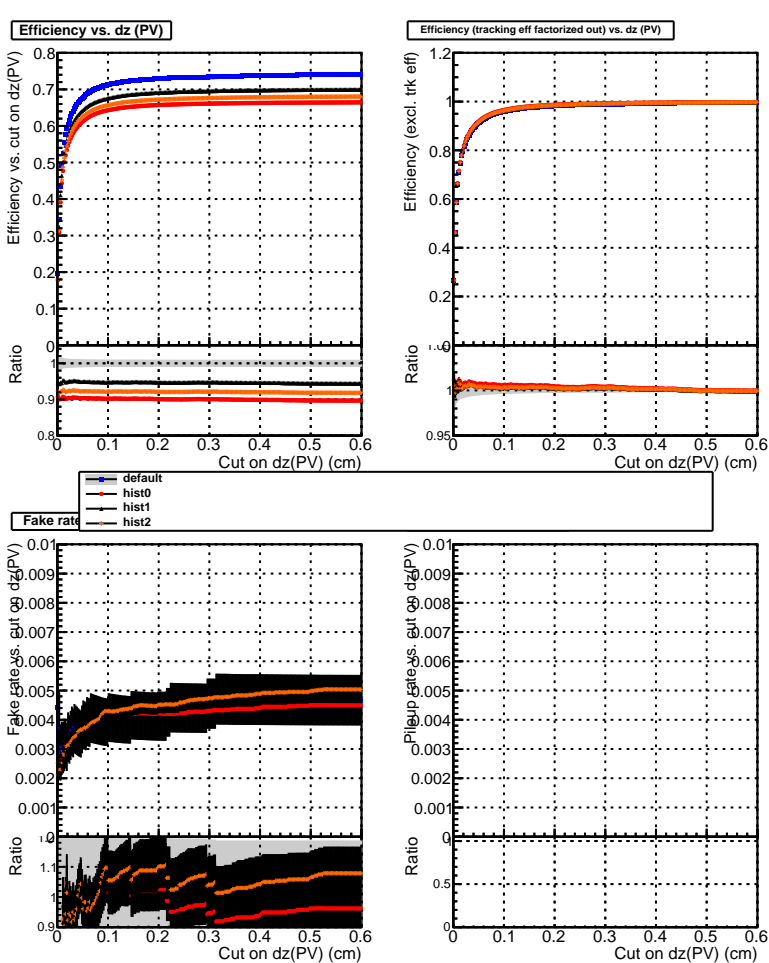 Efficiency vs. dz (PV)
Efficiency vs. cut on dz(PV)
0.8
0.7
0.6
0.5
0.4
0.3
0.2
0.1
0
Ratio
1
0.9
0.8
0 0.1 0.2 0.3 0.4 0.5 0.6
Cut on dz(PV) (cm)
Efficiency (tracking eff factorized out) vs. dz (PV)
Efficiency (excl. trk eff)
1.2
1
0.8
0.6
0.4
0.2
0
Ratio
1
0.95
0 0.1 0.2 0.3 0.4 0.5 0.6
Cut on dz(PV) (cm)
default
hist0
hist1
hist2
Fake rate
Fake rate vs. cut on dz(PV)
0.01
0.009
0.008
0.007
0.006
0.005
0.004
0.003
0.002
0.001
0
Ratio
1.1
1
0.9
0 0.1 0.2 0.3 0.4 0.5 0.6
Cut on dz(PV) (cm)
Pileup rate vs. cut on dz(PV)
0.01
0.009
0.008
0.007
0.006
0.005
0.004
0.003
0.002
0.001
0
Ratio
0.5
0
0 0.1 0.2 0.3 0.4 0.5 0.6
Cut on dz(PV) (cm)